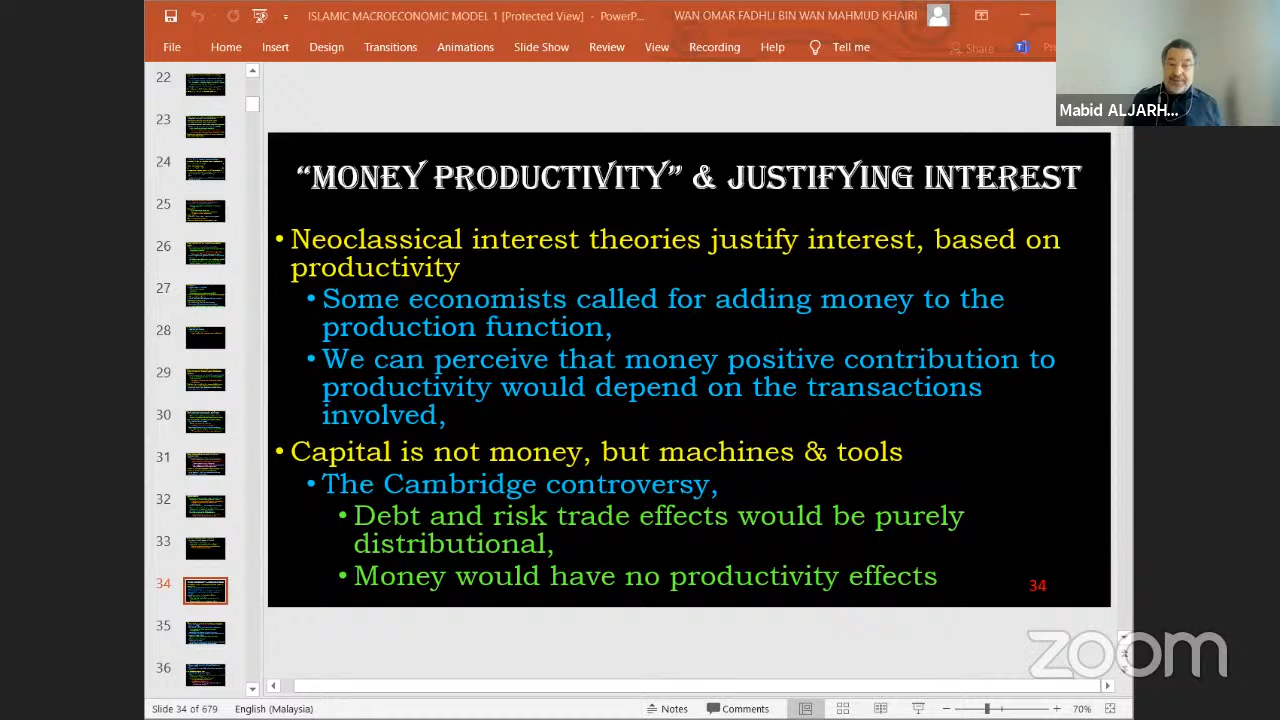 ISLAMIC MACROECONOMIC MODEL 1 [Protected View] - PowerP...
WAN OMAR FADHLI BIN WAN MAHMUD KHAIRI
File Home Insert Design Transitions Animations Slide Show Review View Recording Help Tell me Share
Mabid ALJARH...
22
23
24
25
26
27
28
29
30
31
32
33
34
35
36
“MONEY PRODUCTIVITY” & JUSTIFYING INTEREST
• Neoclassical interest theories justify interest, based on
productivity
• Some economists called for adding money to the
production function,
• We can perceive that money positive contribution to
productivity would depend on the transactions
involved,
• Capital is not money, but machines & tools
• The Cambridge controversy,
• Debt and risk trade effects would be purely
distributional,
• Money would have no productivity effects
34
zoom
Slide 34 of 679 English (Malaysia) Notes Comments 70%